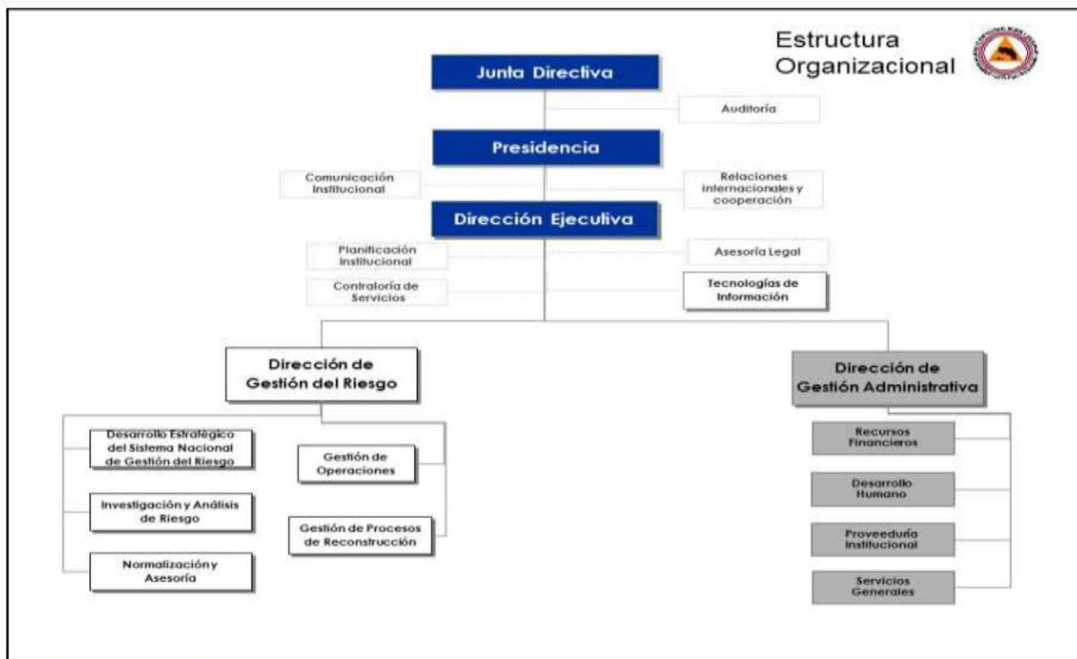 Estructura
Organizacional
Junta Directiva
Auditoría
Presidencia
Comunicación
Institucional
Relaciones
internacionales y
cooperación
Dirección Ejecutiva
Planificación
Institucional
Asesoría Legal
Contraloría de
Servicios
Tecnologías de
Información
Dirección de
Gestión del Riesgo
Dirección de
Gestión Administrativa
Desarrollo Estratégico
del Sistema Nacional
de Gestión del Riesgo
Gestión de
Operaciones
Investigación y Análisis
de Riesgo
Gestión de Procesos
de Reconstrucción
Normalización y
Asesoría
Recursos
Financieros
Desarrollo
Humano
Proveeduría
Institucional
Servicios
Generales